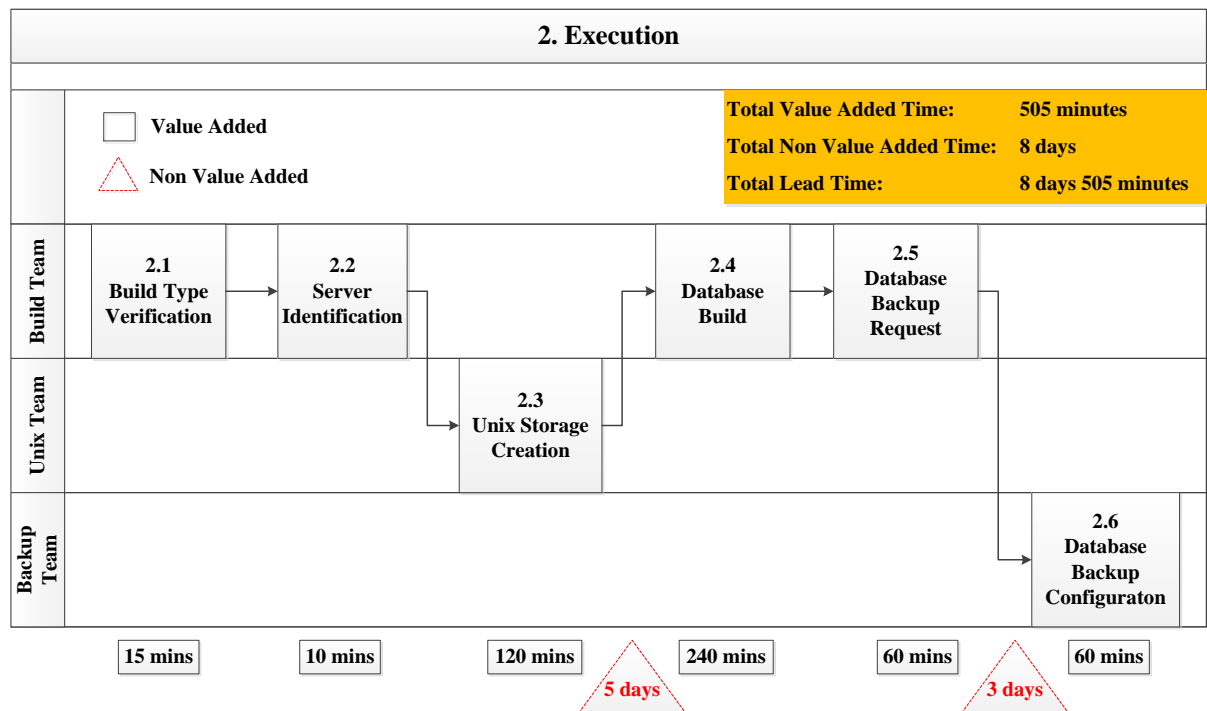 2. Execution
Value Added
Non Value Added
Total Value Added Time: 505 minutes
Total Non Value Added Time: 8 days
Total Lead Time: 8 days 505 minutes
Build Team
2.1
Build Type
Verification
2.2
Server
Identification
2.4
Database
Build
2.5
Database
Backup
Request
Unix Team
2.3
Unix Storage
Creation
Backup
Team
2.6
Database
Backup
Configuraton
15 mins
10 mins
120 mins
5 days
240 mins
60 mins
3 days
60 mins